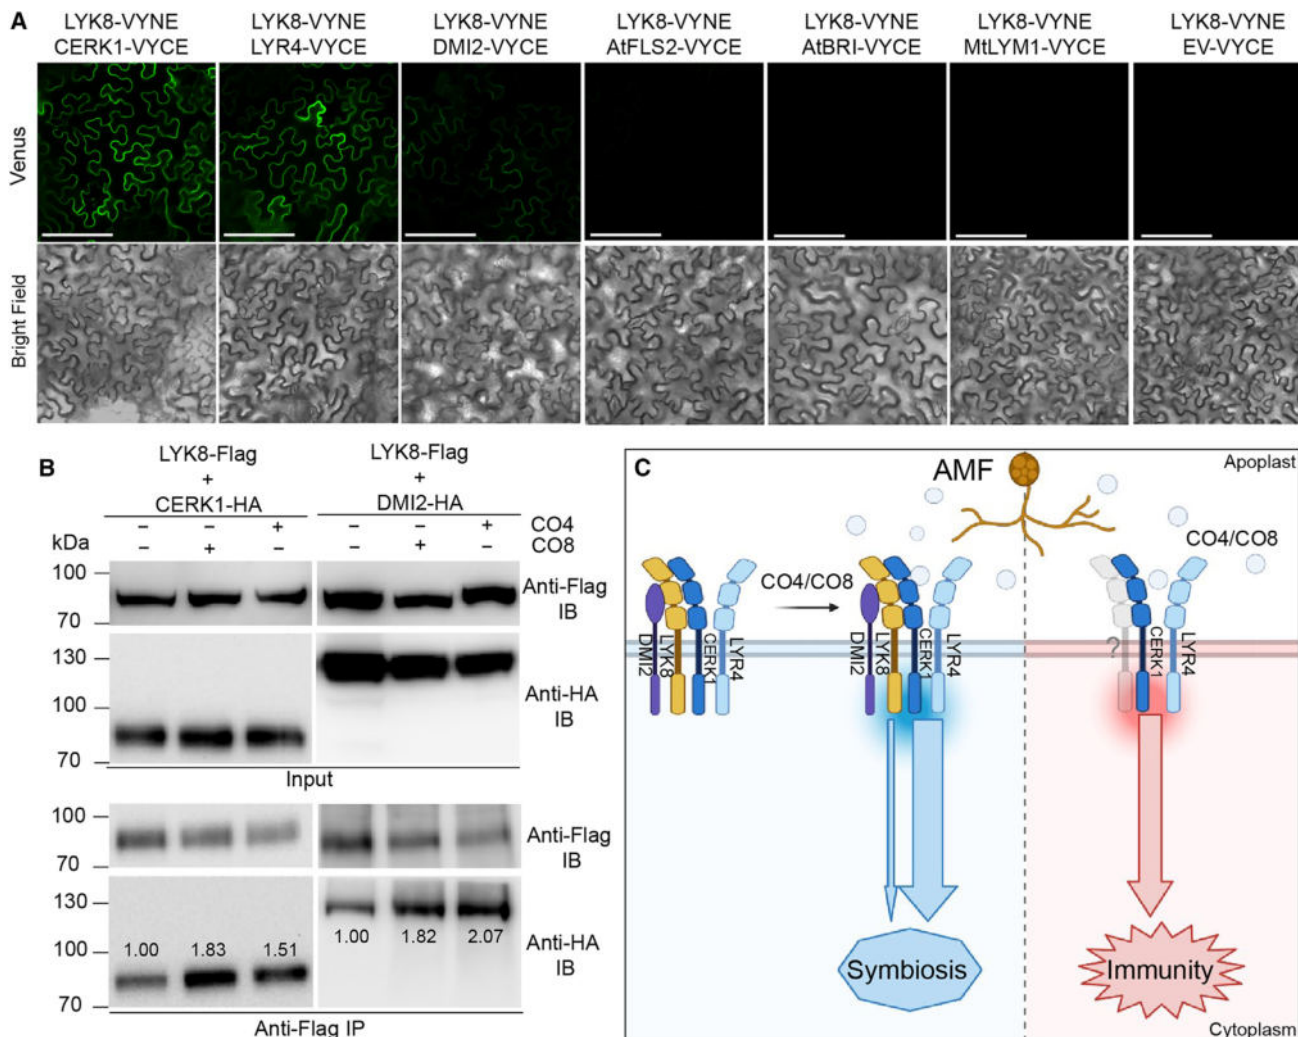 A
LYK8-VYNE LYK8-VYNE LYK8-VYNE LYK8-VYNE LYK8-VYNE LYK8-VYNE LYK8-VYNE
CERK1-VYCE LYR4-VYCE DMI2-VYCE AtFLS2-VYCE AtBRI-VYCE MtLYM1-VYCE EV-VYCE
Venus
Bright Field
B
LYK8-Flag LYK8-Flag
+ +
CERK1-HA DMI2-HA
– – + – – + CO4
– + – – + – CO8
kDa
100
70
Anti-Flag
IB
130
100
70
Anti-HA
IB
Input
100
70
Anti-Flag
IB
130
100
70
1.00 1.83 1.51 1.00 1.82 2.07
Anti-HA
IB
Anti-Flag IP
C
AMF
Apoplast
CO4/CO8
CO4/CO8
DMI2
LYK8
CERK1
LYR4
DMI2
LYK8
CERK1
LYR4
?
CERK1
LYR4
Symbiosis
Immunity
Cytoplasm